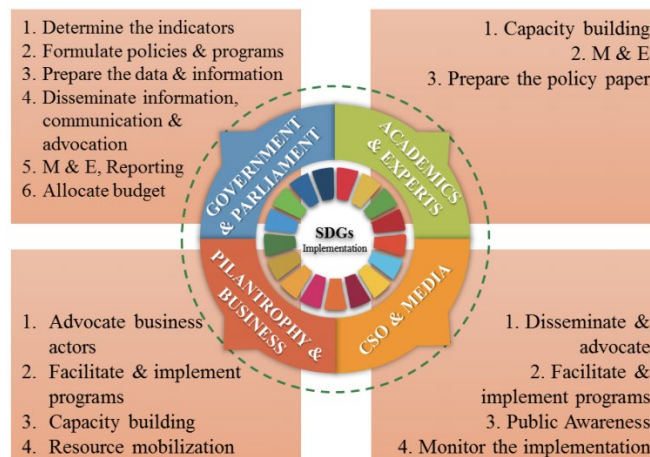 1. Determine the indicators
2. Formulate policies & programs
3. Prepare the data & information
4. Disseminate information,
communication &
advocation
5. M & E, Reporting
6. Allocate budget
1. Capacity building
2. M & E
3. Prepare the policy paper
GOVERNMENT
& PARLIAMENT
ACADEMICS
& EXPERTS
SDGs
Implementation
PILANTROPHY &
BUSINESS
CSO & MEDIA
1. Advocate business
actors
2. Facilitate & implement
programs
3. Capacity building
4. Resource mobilization
1. Disseminate &
advocate
2. Facilitate &
implement programs
3. Public Awareness
4. Monitor the implementation